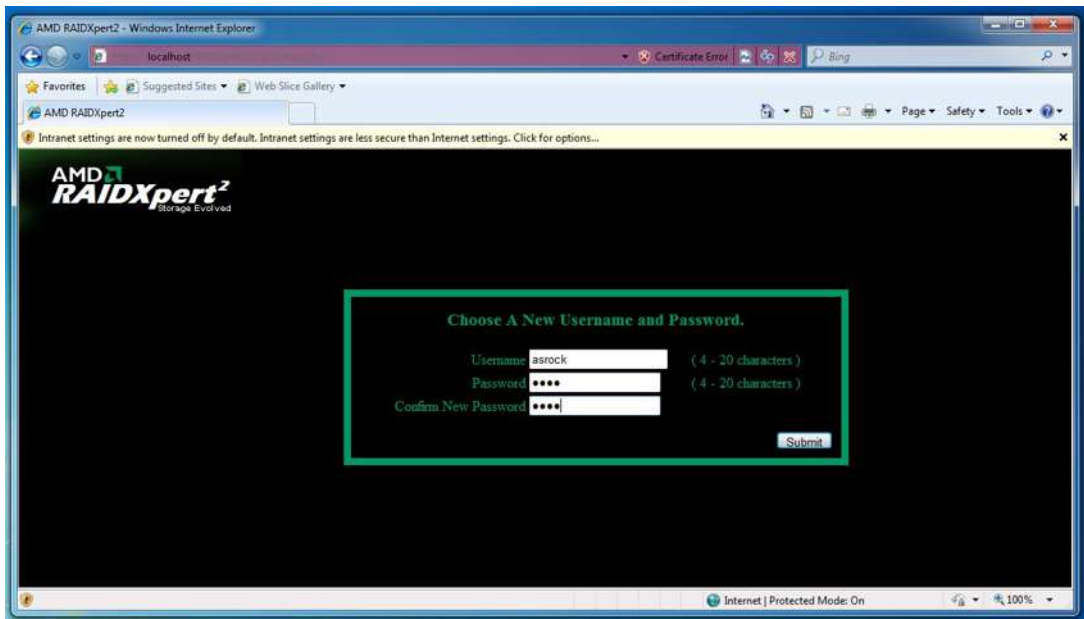 AMD RAIDXpert2 - Windows Internet Explorer
localhost
Certificate Error
Bing
Favorites
Suggested Sites
Web Slice Gallery
AMD RAIDXpert2
Page
Safety
Tools
Intranet settings are now turned off by default. Intranet settings are less secure than Internet settings. Click for options...
AMD
RAIDXpert2
Storage Evolved
Choose A New Username and Password.
Username asrock ( 4 - 20 characters )
Password •••• ( 4 - 20 characters )
Confirm New Password ••••
Submit
Internet | Protected Mode: On
100%